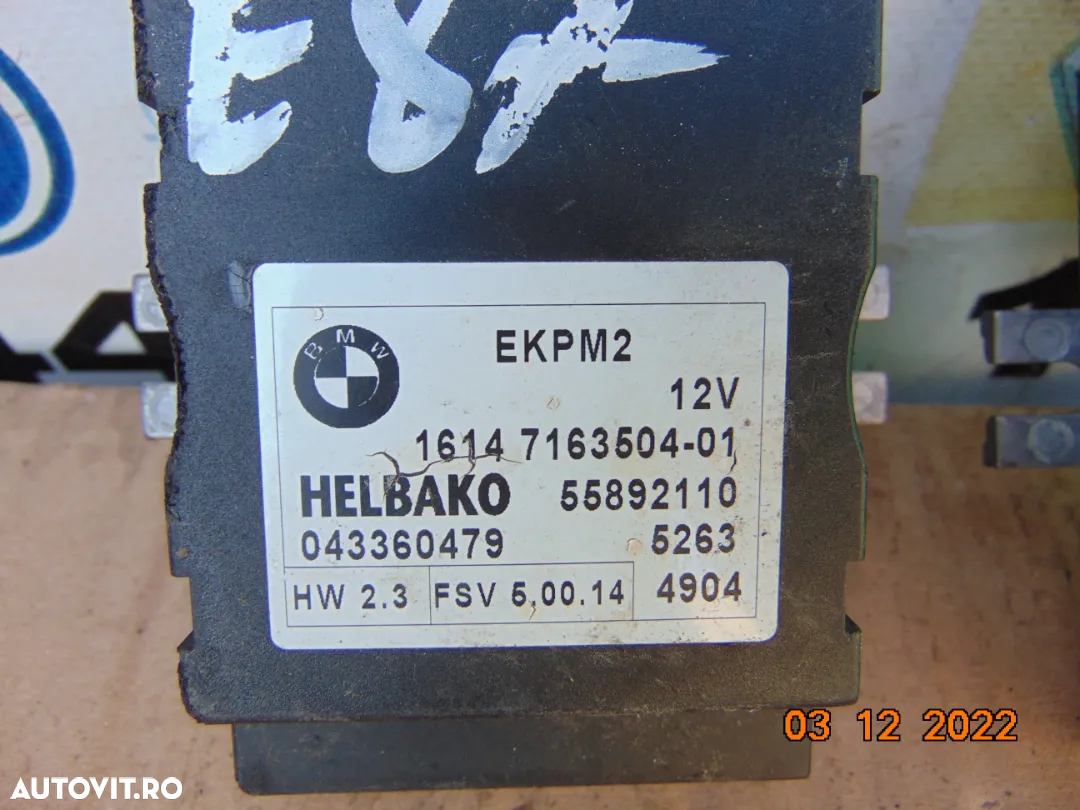 E87
BMW
EKPM2
12V
1614 7163504-01
HELBAKO 55892110
043360479 5263
HW 2.3 FSV 5.00.14 4904
03 12 2022
AUTOVIT.RO